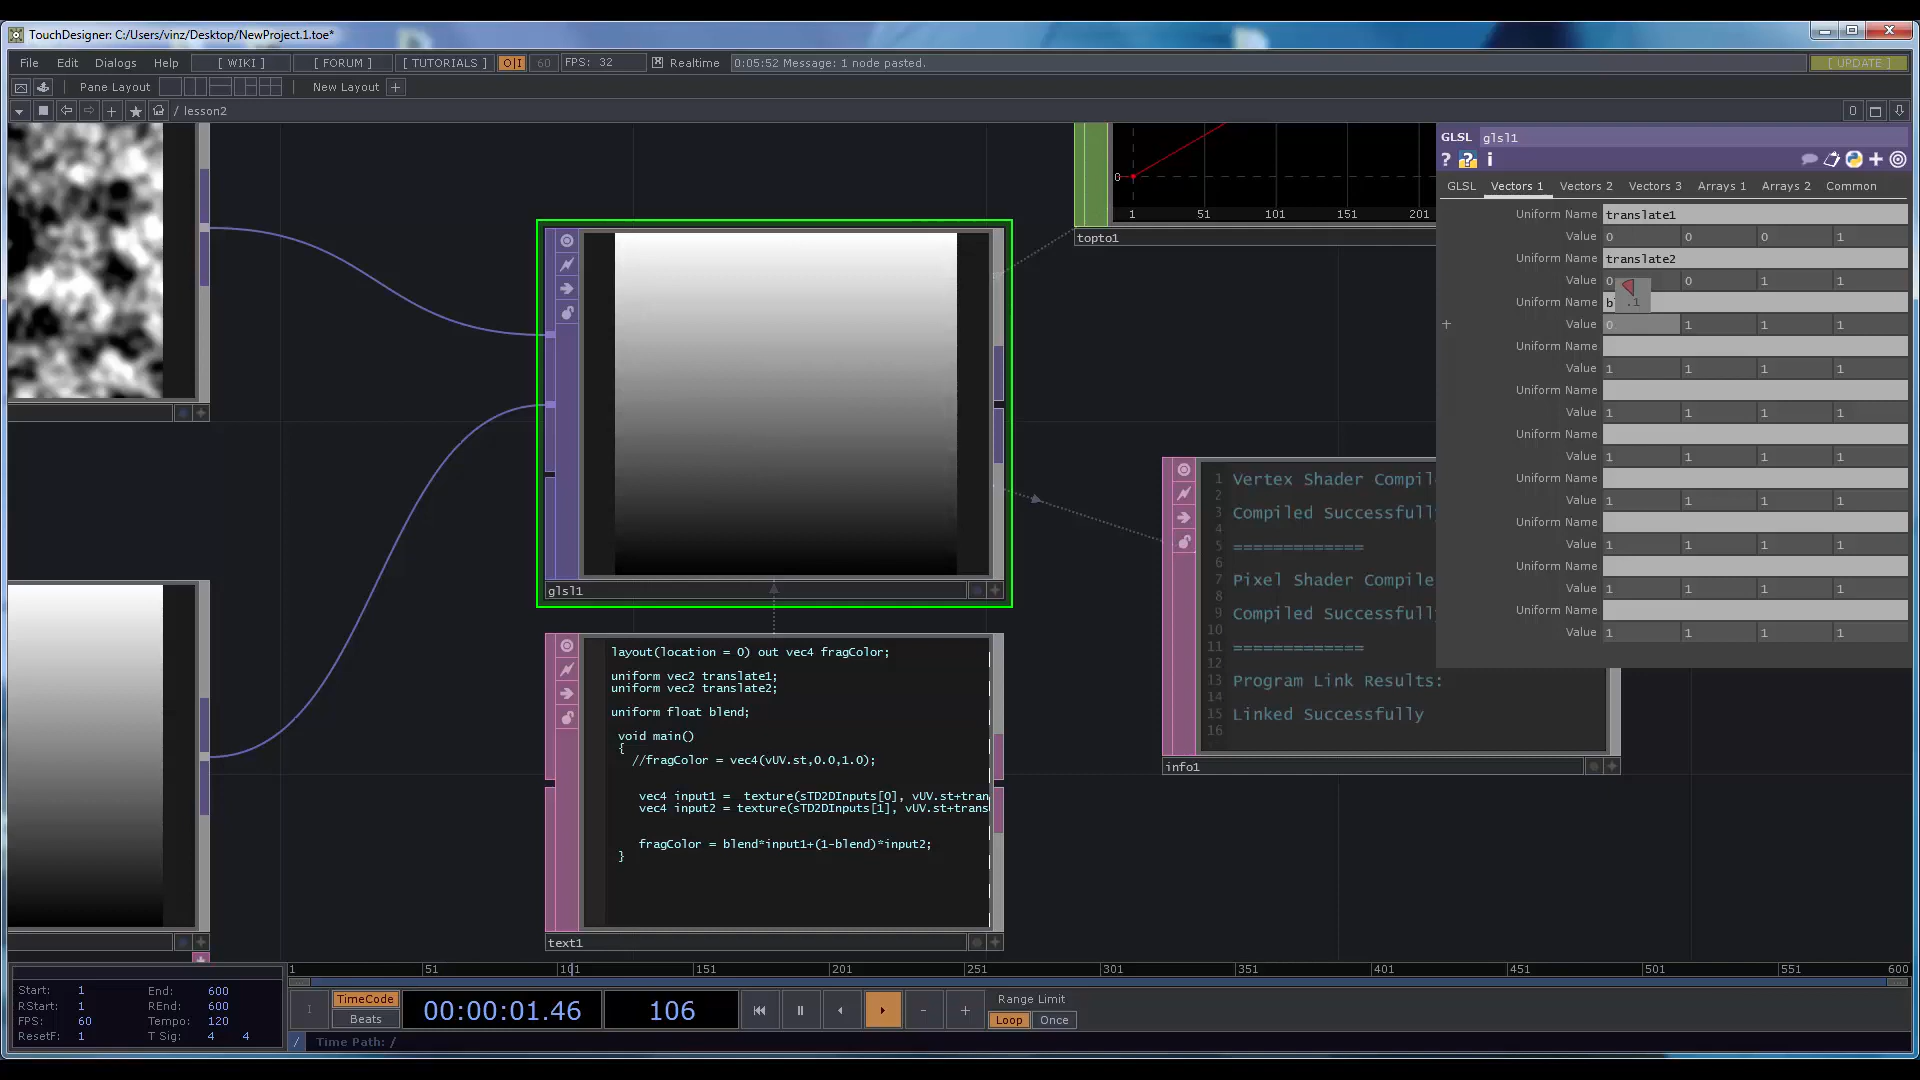 TouchDesigner: C:/Users/vinz/Desktop/NewProject.1.toe*
File Edit Dialogs Help [ WIKI ] [ FORUM ] [ TUTORIALS ] O|I 60 FPS: 32 Realtime 0:05:52 Message: 1 node pasted. [ UPDATE ]
Pane Layout New Layout +
/ lesson2 0
GLSL glsl1
? ? i
GLSL Vectors 1 Vectors 2 Vectors 3 Arrays 1 Arrays 2 Common
Uniform Name translate1
Value 0 0 0 1
Uniform Name translate2
Value 0 0 1 1
Uniform Name .1
Value 0 1 1 1
Uniform Name
Value 1 1 1 1
Uniform Name
Value 1 1 1 1
Uniform Name
Value 1 1 1 1
Uniform Name
Value 1 1 1 1
Uniform Name
Value 1 1 1 1
Uniform Name
Value 1 1 1 1
Uniform Name
Value 1 1 1 1
0
1 51 101 151 201
topto1
glsl1
layout(location = 0) out vec4 fragColor;
uniform vec2 translate1;
uniform vec2 translate2;
uniform float blend;
void main()
{
//fragColor = vec4(vUV.st,0.0,1.0);
vec4 input1 = texture(sTD2DInputs[0], vUV.st+tran
vec4 input2 = texture(sTD2DInputs[1], vUV.st+trans
fragColor = blend*input1+(1-blend)*input2;
}
text1
1 Vertex Shader Compil
2
3 Compiled Successfull
4
5 =============
6
7 Pixel Shader Compile
8
9 Compiled Successfull
10
11 =============
12
13 Program Link Results:
14
15 Linked Successfully
16
info1
1 51 101 151 201 251 301 351 401 451 501 551 600
Start: 1 End: 600
RStart: 1 REnd: 600
FPS: 60 Tempo: 120
ResetF: 1 T Sig: 4 4
TimeCode
Beats
00:00:01.46 106
Range Limit
Loop Once
/ Time Path: /